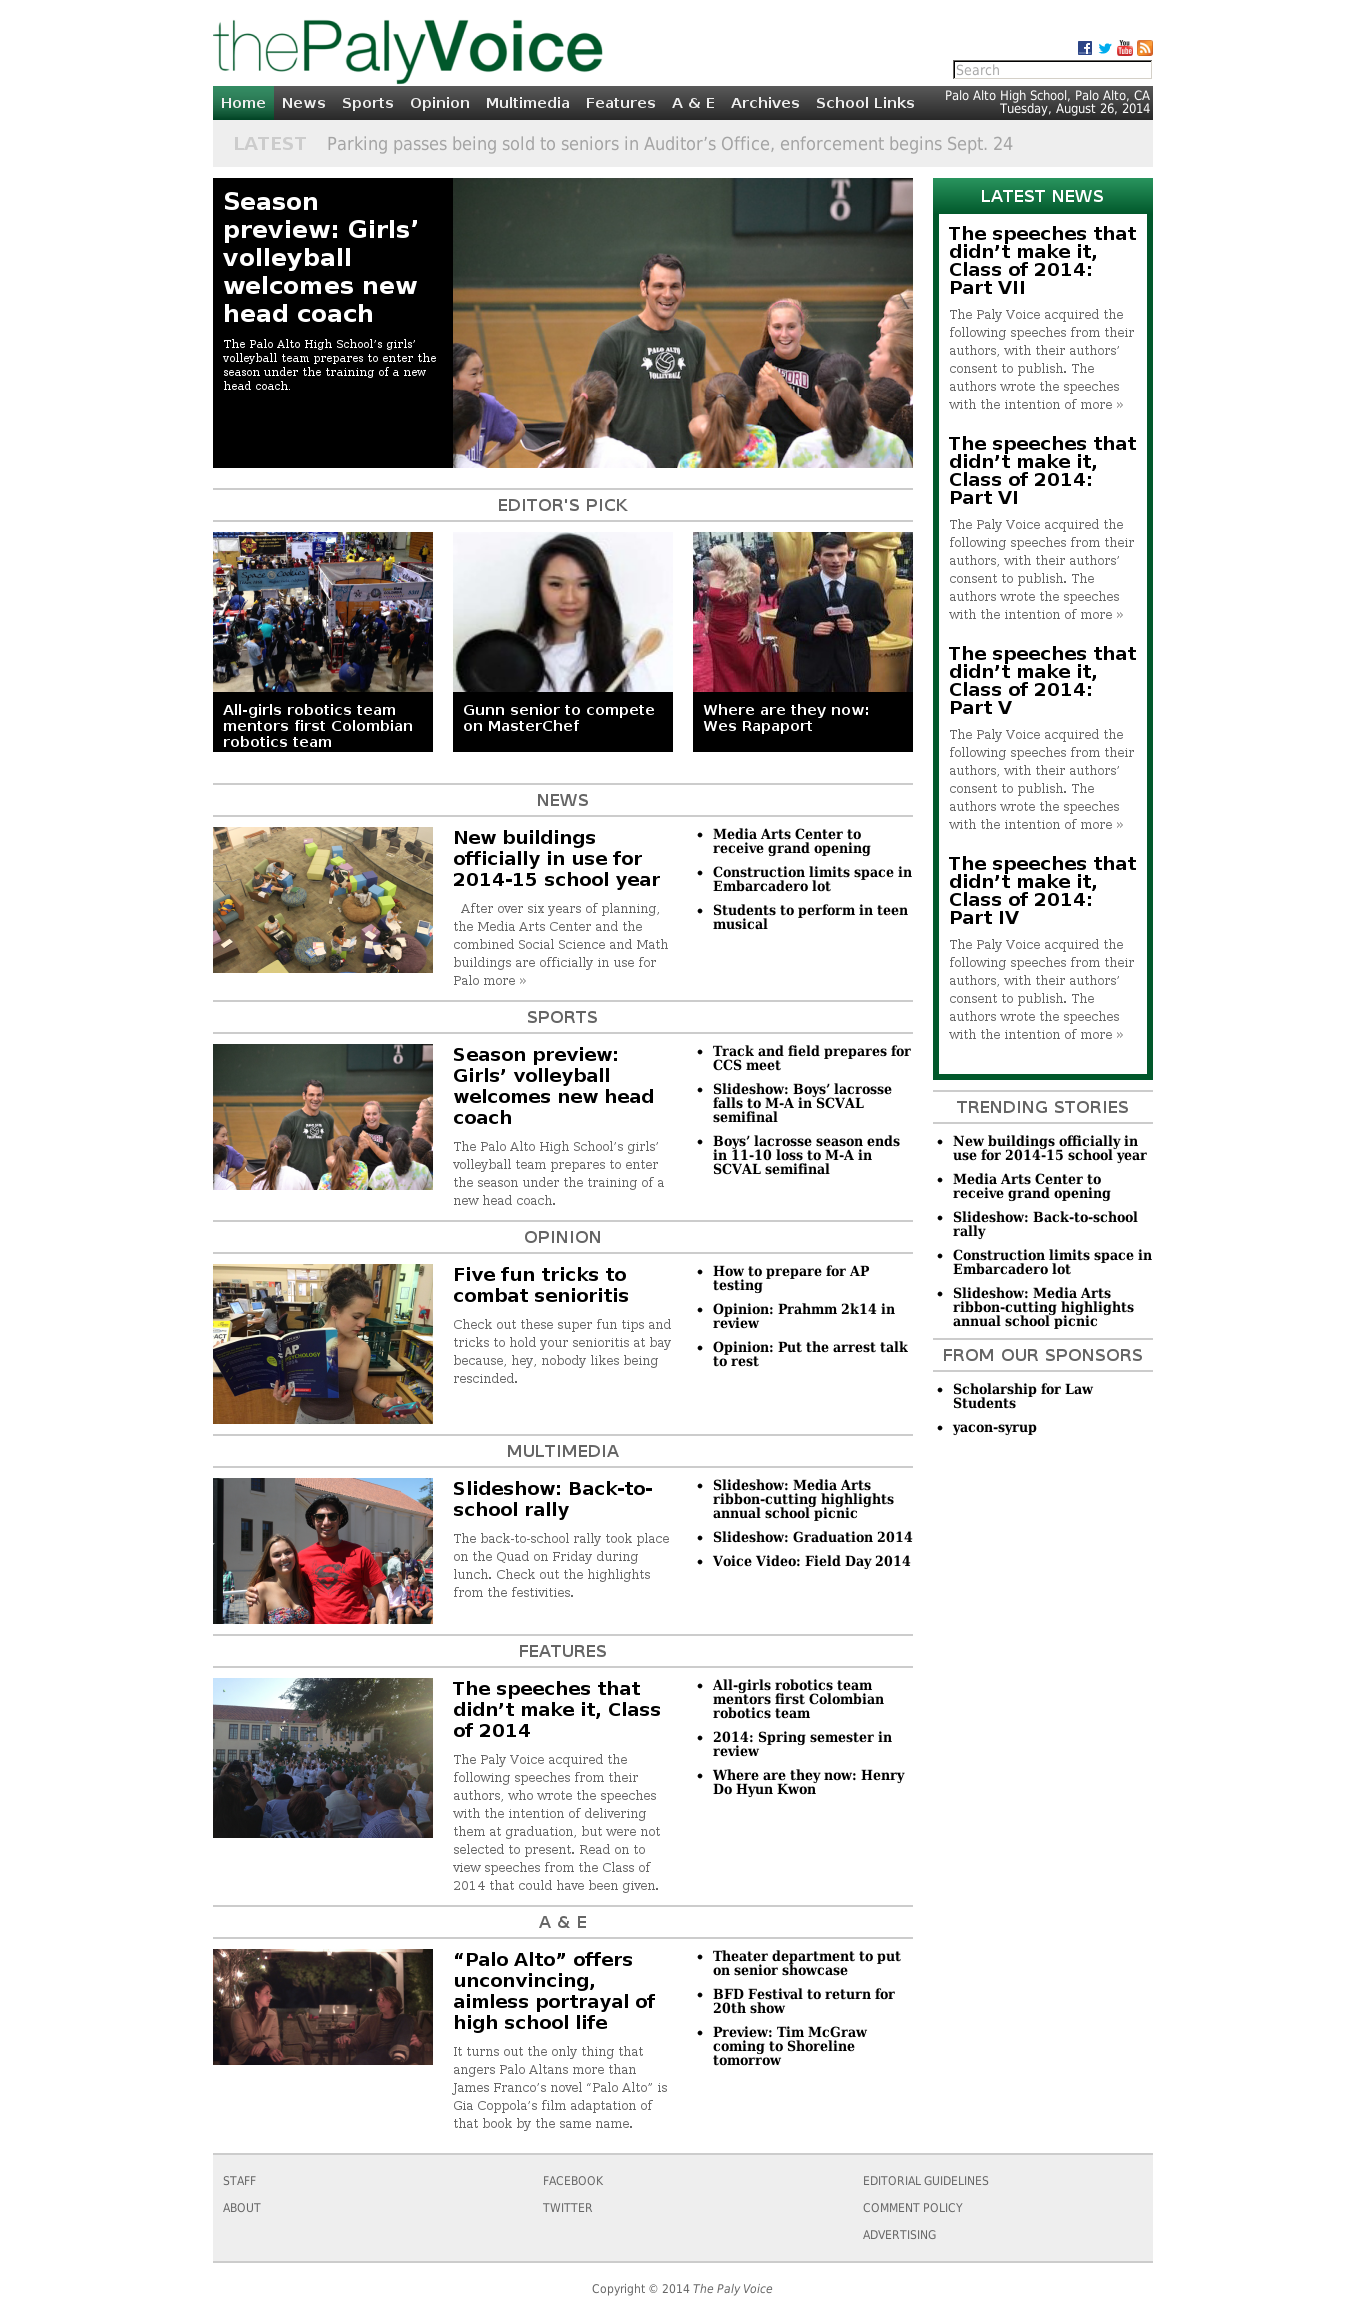 thePalyVoice
Search
Home News Sports Opinion Multimedia Features A & E Archives School Links
Palo Alto High School, Palo Alto, CA
Tuesday, August 26, 2014
LATEST Parking passes being sold to seniors in Auditor’s Office, enforcement begins Sept. 24
Season
preview: Girls’
volleyball
welcomes new
head coach
The Palo Alto High School’s girls’
volleyball team prepares to enter the
season under the training of a new
head coach.
TO
PALO ALTO
VOLLEYBALL
EDITOR'S PICK
All-girls robotics team
mentors first Colombian
robotics team
Gunn senior to compete
on MasterChef
Where are they now:
Wes Rapaport
NEWS
New buildings
officially in use for
2014-15 school year
After over six years of planning,
the Media Arts Center and the
combined Social Science and Math
buildings are officially in use for
Palo more »
• Media Arts Center to
receive grand opening
• Construction limits space in
Embarcadero lot
• Students to perform in teen
musical
SPORTS
TO
Season preview:
Girls’ volleyball
welcomes new head
coach
The Palo Alto High School’s girls’
volleyball team prepares to enter
the season under the training of a
new head coach.
• Track and field prepares for
CCS meet
• Slideshow: Boys’ lacrosse
falls to M-A in SCVAL
semifinal
• Boys’ lacrosse season ends
in 11-10 loss to M-A in
SCVAL semifinal
OPINION
AP
PSYCHOLOGY
Five fun tricks to
combat senioritis
Check out these super fun tips and
tricks to hold your senioritis at bay
because, hey, nobody likes being
rescinded.
• How to prepare for AP
testing
• Opinion: Prahmm 2k14 in
review
• Opinion: Put the arrest talk
to rest
MULTIMEDIA
Slideshow: Back-to-
school rally
The back-to-school rally took place
on the Quad on Friday during
lunch. Check out the highlights
from the festivities.
• Slideshow: Media Arts
ribbon-cutting highlights
annual school picnic
• Slideshow: Graduation 2014
• Voice Video: Field Day 2014
FEATURES
The speeches that
didn’t make it, Class
of 2014
The Paly Voice acquired the
following speeches from their
authors, who wrote the speeches
with the intention of delivering
them at graduation, but were not
selected to present. Read on to
view speeches from the Class of
2014 that could have been given.
• All-girls robotics team
mentors first Colombian
robotics team
• 2014: Spring semester in
review
• Where are they now: Henry
Do Hyun Kwon
A & E
“Palo Alto” offers
unconvincing,
aimless portrayal of
high school life
It turns out the only thing that
angers Palo Altans more than
James Franco’s novel “Palo Alto” is
Gia Coppola’s film adaptation of
that book by the same name.
• Theater department to put
on senior showcase
• BFD Festival to return for
20th show
• Preview: Tim McGraw
coming to Shoreline
tomorrow
LATEST NEWS
The speeches that
didn’t make it,
Class of 2014:
Part VII
The Paly Voice acquired the
following speeches from their
authors, with their authors’
consent to publish. The
authors wrote the speeches
with the intention of more »
The speeches that
didn’t make it,
Class of 2014:
Part VI
The Paly Voice acquired the
following speeches from their
authors, with their authors’
consent to publish. The
authors wrote the speeches
with the intention of more »
The speeches that
didn’t make it,
Class of 2014:
Part V
The Paly Voice acquired the
following speeches from their
authors, with their authors’
consent to publish. The
authors wrote the speeches
with the intention of more »
The speeches that
didn’t make it,
Class of 2014:
Part IV
The Paly Voice acquired the
following speeches from their
authors, with their authors’
consent to publish. The
authors wrote the speeches
with the intention of more »
TRENDING STORIES
• New buildings officially in
use for 2014-15 school year
• Media Arts Center to
receive grand opening
• Slideshow: Back-to-school
rally
• Construction limits space in
Embarcadero lot
• Slideshow: Media Arts
ribbon-cutting highlights
annual school picnic
FROM OUR SPONSORS
• Scholarship for Law
Students
• yacon-syrup
STAFF
ABOUT
FACEBOOK
TWITTER
EDITORIAL GUIDELINES
COMMENT POLICY
ADVERTISING
Copyright © 2014 The Paly Voice